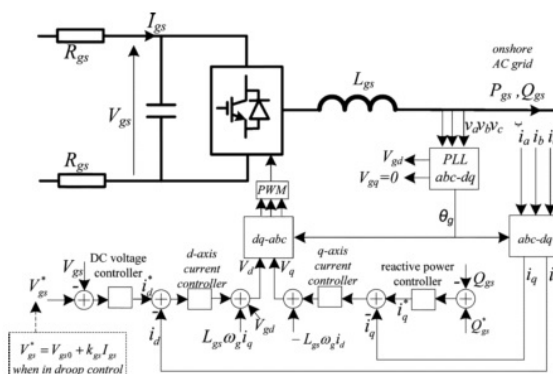 I_gs
R_gs
V_gs
R_gs
L_gs
onshore
AC grid
P_gs , Q_gs
v_a v_b v_c
i_a i_b
PLL
abc-dq
V_gd
V_gq=0
θ_g
PWM
dq-abc
abc-dq
V_gs
DC voltage
controller
d-axis
current
controller
V_d
V_q
q-axis
current
controller
reactive power
controller
Q_gs
i_q
V*_gs
-
i*_d
-
i_d
L_gs ω_g i_q
V_gd
-
- L_gs ω_g i_d
-
i_q
i*_q
-
Q*_gs
V*_gs = V_gs0 + k_gs I_gs
when in droop control